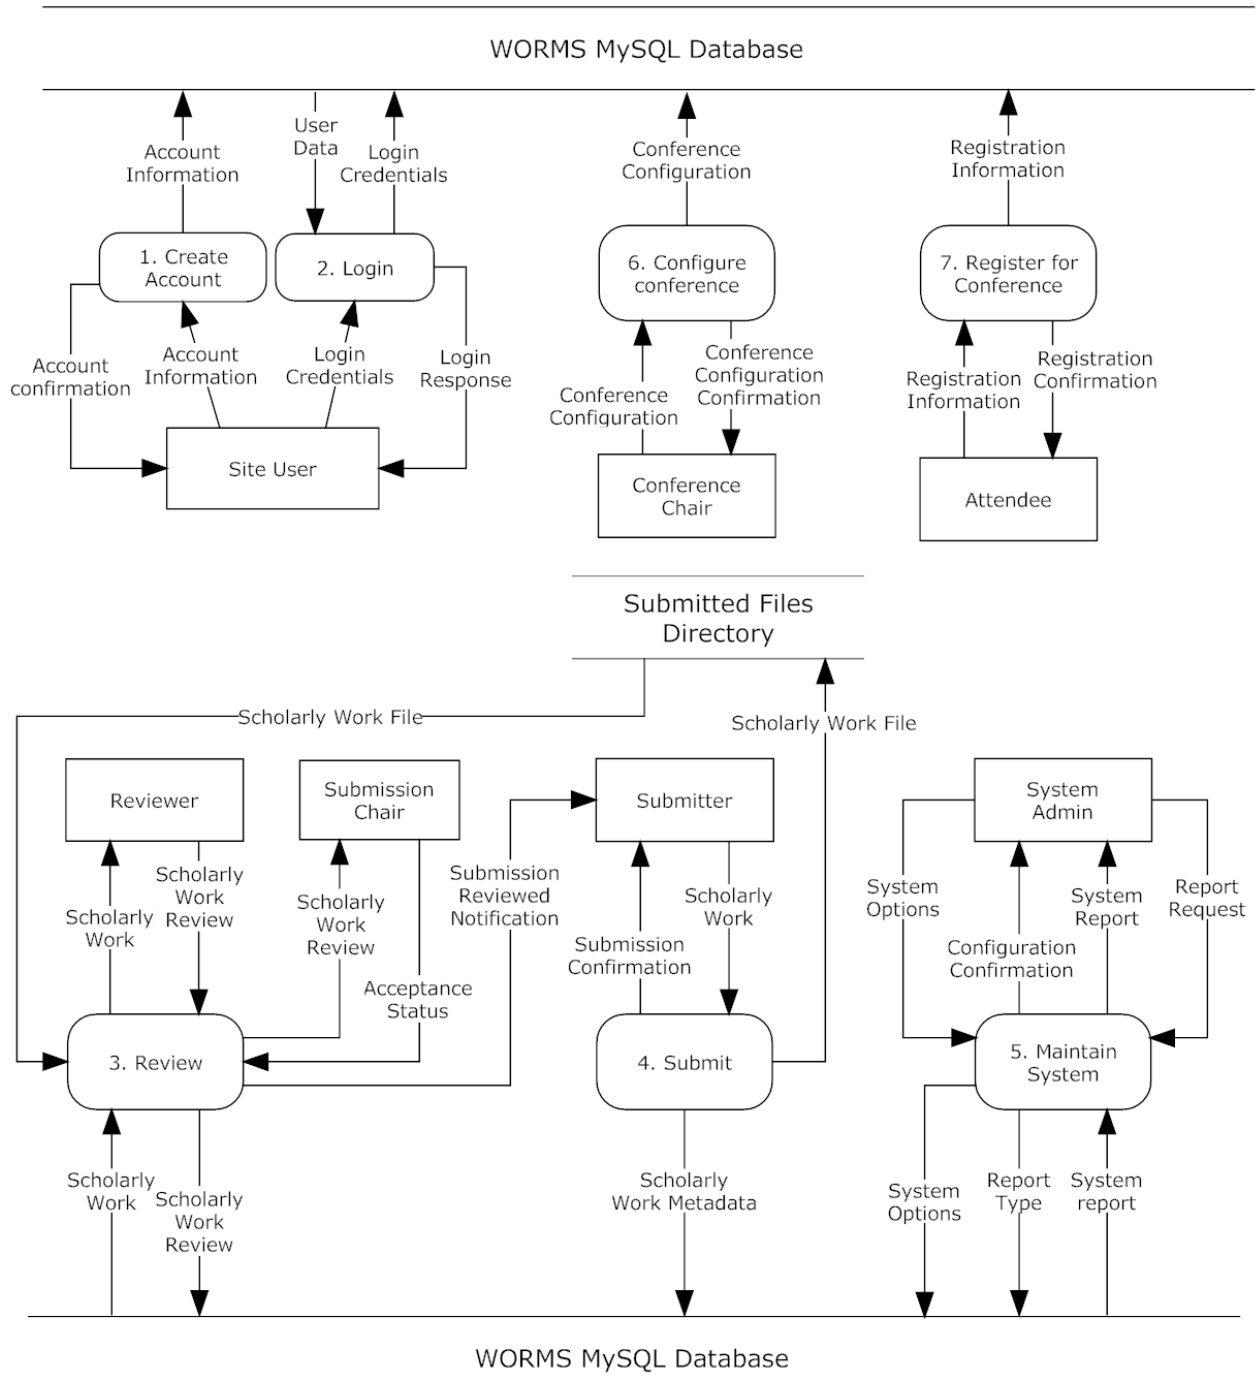 WORMS MySQL Database
Account
Information
User
Data
Login
Credentials
Conference
Configuration
Registration
Information
1. Create
Account
2. Login
6. Configure
conference
7. Register for
Conference
Account
confirmation
Account
Information
Login
Credentials
Login
Response
Conference
Configuration
Conference
Configuration
Confirmation
Registration
Information
Registration
Confirmation
Site User
Conference
Chair
Attendee
Submitted Files
Directory
Scholarly Work File
Scholarly Work File
Reviewer
Submission
Chair
Submitter
System
Admin
Scholarly
Work
Scholarly
Work
Review
Scholarly
Work
Review
Acceptance
Status
Submission
Reviewed
Notification
Submission
Confirmation
Scholarly
Work
System
Options
Configuration
Confirmation
System
Report
Report
Request
3. Review
4. Submit
5. Maintain
System
Scholarly
Work
Scholarly
Work
Review
Scholarly
Work Metadata
System
Options
Report
Type
System
report
WORMS MySQL Database